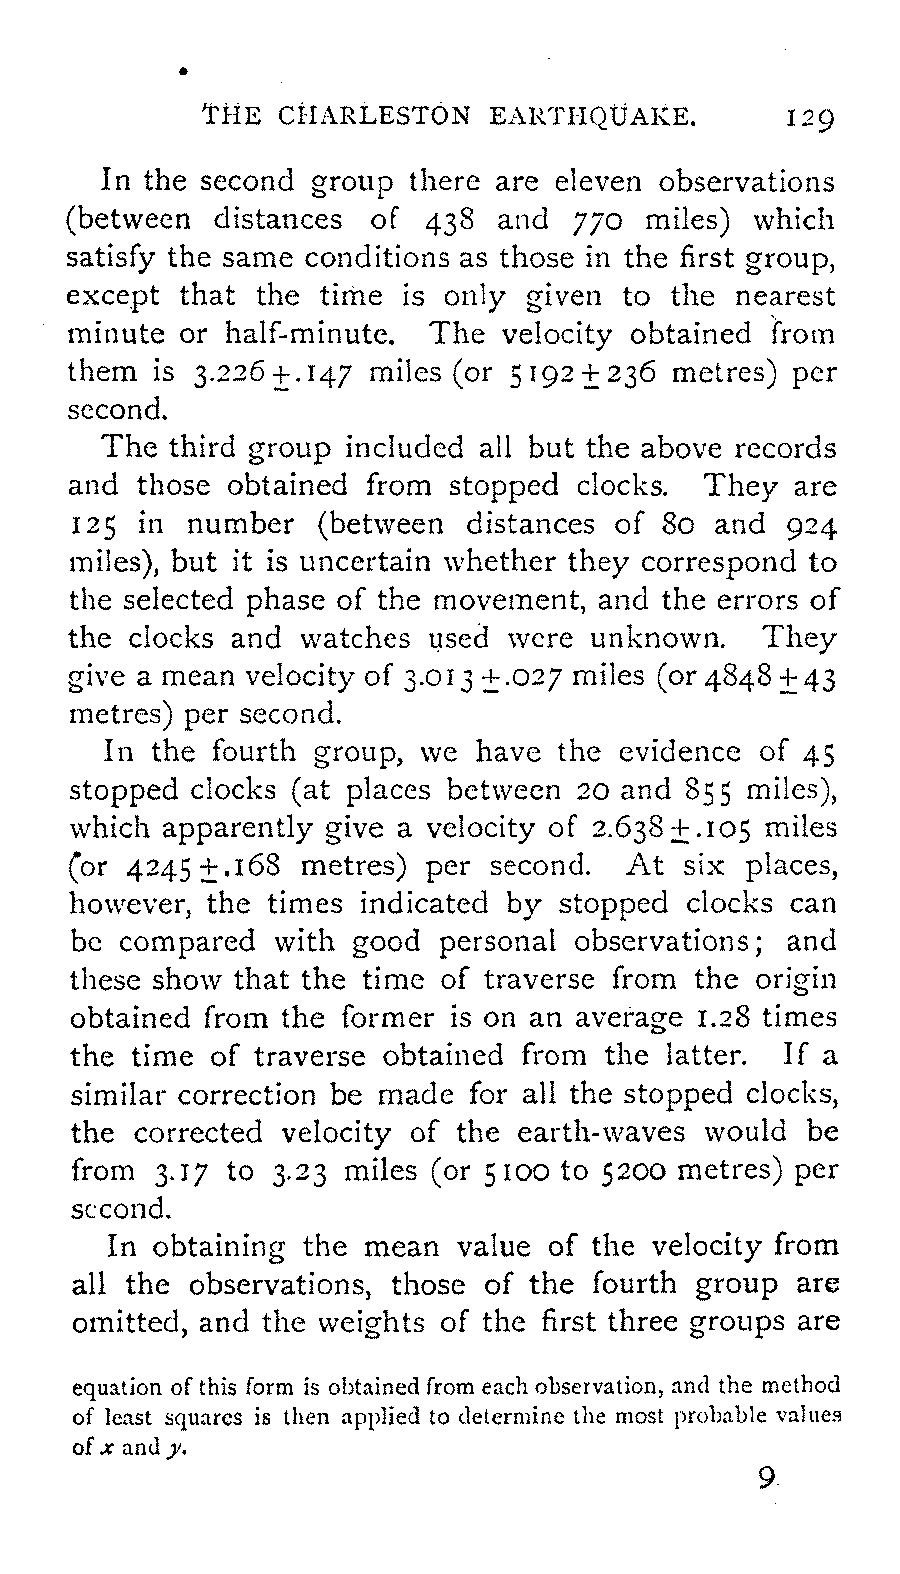 THE CHARLESTON EARTHQUAKE. 129
In the second group there are eleven observations
(between distances of 438 and 770 miles) which
satisfy the same conditions as those in the first group,
except that the time is only given to the nearest
minute or half-minute. The velocity obtained from
them is 3.226±.147 miles (or 5192±236 metres) per
second.
The third group included all but the above records
and those obtained from stopped clocks. They are
125 in number (between distances of 80 and 924
miles), but it is uncertain whether they correspond to
the selected phase of the movement, and the errors of
the clocks and watches used were unknown. They
give a mean velocity of 3.013±.027 miles (or 4848±43
metres) per second.
In the fourth group, we have the evidence of 45
stopped clocks (at places between 20 and 855 miles),
which apparently give a velocity of 2.638±.105 miles
(or 4245±.168 metres) per second. At six places,
however, the times indicated by stopped clocks can
be compared with good personal observations; and
these show that the time of traverse from the origin
obtained from the former is on an average 1.28 times
the time of traverse obtained from the latter. If a
similar correction be made for all the stopped clocks,
the corrected velocity of the earth-waves would be
from 3.17 to 3.23 miles (or 5100 to 5200 metres) per
second.
In obtaining the mean value of the velocity from
all the observations, those of the fourth group are
omitted, and the weights of the first three groups are
equation of this form is obtained from each observation, and the method
of least squares is then applied to determine the most probable values
of x and y.
9